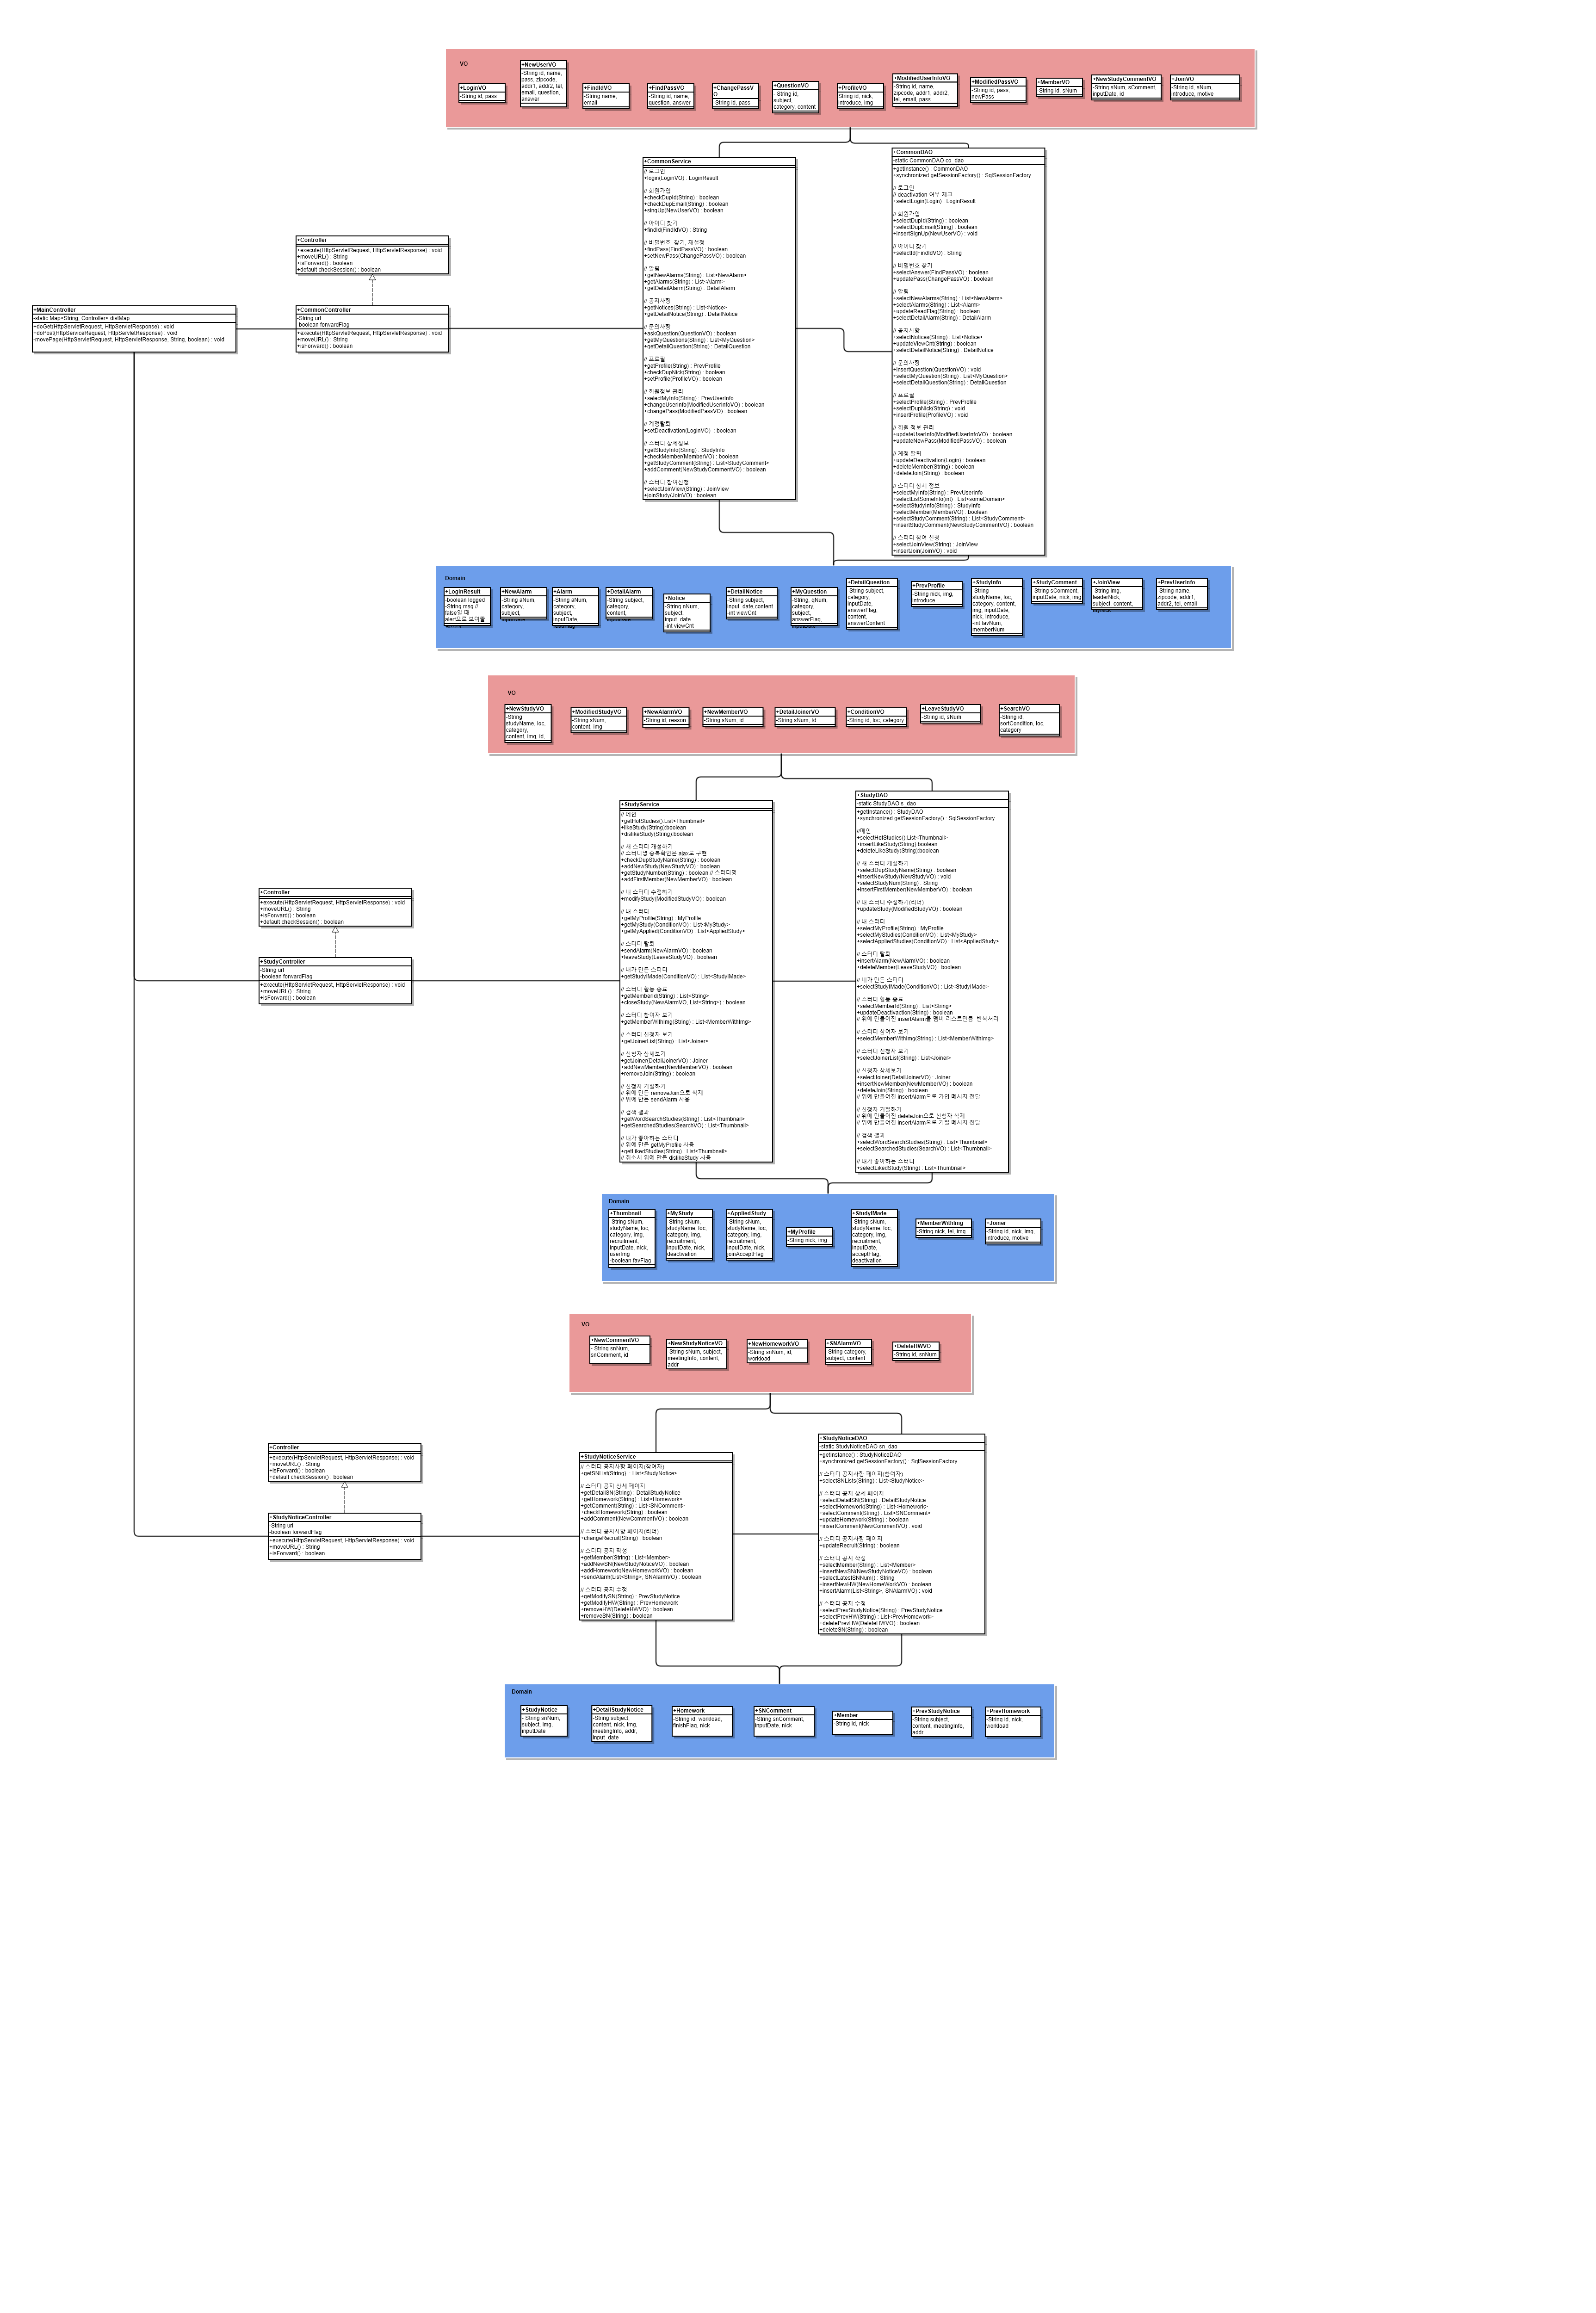 VO
+LoginVO
-String id, pass
+NewUserVO
-String id, name,
pass, zipcode,
addr1, addr2, tel,
email, question,
answer
+FindIdVO
-String name,
email
+FindPassVO
-String id, name,
question, answer
+ChangePassV
O
-String id, pass
+QuestionVO
- String id,
subject,
category, content
+ProfileVO
String id, nick,
introduce, img
+ModifiedUserInfoVO
-String id, name,
zipcode, addr1, addr2,
tel, email, pass
+ModifiedPassVO
-String id, pass,
newPass
+MemberVO
-String id, sNum
+NewStudyCommentVO
-String sNum, sComment,
inputDate, id
+JoinVO
-String id, sNum,
introduce, motive
+MainController
-static Map<String, Controller> distMap
+doGet(HttpServletRequest, HttpServletResponse) : void
+doPost(HttpServiceRequest, HttpServletResponse) : void
-movePage(HttpServletRequest, HttpServletResponse, String, boolean) : void
+Controller
+execute(HttpServletRequest, HttpServletResponse) : void
+moveURL() : String
+isForward() : boolean
+default checkSession() : boolean
+CommonController
-String url
-boolean forwardFlag
+execute(HttpServletRequest, HttpServletResponse) : void
+moveURL() : String
+isForward() : boolean
+CommonService
// 로그인
+login(LoginVO) : LoginResult
// 회원가입
+checkDupId(String) : boolean
+checkDupEmail(String) : boolean
+singUp(NewUserVO) : boolean
// 아이디 찾기
+findId(FindIdVO) : String
// 비밀번호 찾기, 재설정
+findPass(FindPassVO) : boolean
+setNewPass(ChangePassVO) : boolean
// 알림
+getNewAlarms(String) : List<NewAlarm>
+getAlarms(String) : List<Alarm>
+getDetailAlarm(String) : DetailAlarm
// 공지사항
+getNotices(String) : List<Notice>
+getDetailNotice(String) : DetailNotice
// 문의사항
+askQuestion(QuestionVO) : boolean
+getMyQuestions(String) : List<MyQuestion>
+getDetailQuestion(String) : DetailQuestion
// 프로필
+getProfile(String) : PrevProfile
+checkDupNick(String) : boolean
+setProfile(ProfileVO) : boolean
// 회원정보 관리
+selectMyInfo(String) : PrevUserInfo
+changeUserInfo(ModifiedUserInfoVO) : boolean
+changePass(ModifiedPassVO) : boolean
// 계정탈퇴
+setDeactivation(LoginVO) : boolean
// 스터디 상세정보
+getStudyInfo(String) : StudyInfo
+checkMember(MemberVO) : boolean
+getStudyComment(String) : List<StudyComment>
+addComment(NewStudyCommentVO) : boolean
// 스터디 참여신청
+selectJoinView(String) : JoinView
+joinStudy(JoinVO) : boolean
+CommonDAO
-static CommonDAO co_dao
+getInstance() : CommonDAO
+synchronized getSessionFactory() : SqlSessionFactory
// 로그인
// deactivation 여부 체크
+selectLogin(Login) : LoginResult
// 회원가입
+selectDupId(String) : boolean
+selectDupEmail(String) : boolean
+insertSignUp(NewUserVO) : void
// 아이디 찾기
+selectId(FindIdVO) : String
// 비밀번호 찾기
+selectAnswer(FindPassVO) : boolean
+updatePass(ChangePassVO) : boolean
// 알림
+selectNewAlarms(String) : List<NewAlarm>
+selectAlarms(String) : List<Alarm>
+updateReadFlag(String) : boolean
+selectDetailAlarm(String) : DetailAlarm
// 공지사항
+selectNotices(String) : List<Notice>
+updateViewCnt(String) : boolean
+selectDetailNotice(String) : DetailNotice
// 문의사항
+insertQuestion(QuestionVO) : void
+selectMyQuestion(String) : List<MyQuestion>
+selectDetailQuestion(String) : DetailQuestion
// 프로필
+selectProfile(String) : PrevProfile
+selectDupNick(String) : void
+insertProfile(ProfileVO) : void
// 회원 정보 관리
+updateUserInfo(ModifiedUserInfoVO) : boolean
+updateNewPass(ModifiedPassVO) : boolean
// 계정 탈퇴
+updateDeactivation(Login) : boolean
+deleteMember(String) : boolean
+deleteJoin(String) : boolean
// 스터디 상세 정보
+selectMyInfo(String) : PrevUserInfo
+selectListSomeInfo(int) : List<someDomain>
+selectStudyInfo(String) : StudyInfo
+selectMember(MemberVO) : boolean
+selectStudyComment(String) : List<StudyComment>
+insertStudyComment(NewStudyCommentVO) : boolean
// 스터디 참여 신청
+selectJoinView(String) : JoinView
+insertJoin(JoinVO) : void
Domain
+LoginResult
-boolean logged
-String msg //
false일 때
alert으로 보여줄
+NewAlarm
-String aNum,
category,
subject,
+Alarm
-String aNum,
category,
subject,
inputDate,
+DetailAlarm
-String subject,
category,
content,
+Notice
-String nNum,
subject,
input_date
-int viewCnt
+DetailNotice
-String subject,
input_date,content
-int viewCnt
+MyQuestion
-String, qNum,
category,
subject,
answerFlag,
+DetailQuestion
-String subject,
category,
inputDate,
answerFlag,
content,
answerContent
+PrevProfile
-String nick, img,
introduce
+StudyInfo
-String
studyName, loc,
category, content,
img, inputDate,
nick, introduce,
-int favNum,
memberNum
+StudyComment
-String sComment,
inputDate, nick, img
+JoinView
-String img,
leaderNick,
subject, content,
+PrevUserInfo
-String name,
zipcode, addr1,
addr2, tel, email
VO
+NewStudyVO
-String
studyName, loc,
category,
content, img, id,
+ModifiedStudyVO
-String sNum,
content, img
+NewAlarmVO
-String id, reason
+NewMemberVO
-String sNum, id
+DetailJoinerVO
-String sNum, id
+ConditionVO
-String id, loc, category
+LeaveStudyVO
-String id, sNum
+SearchVO
-String id,
sortCondition, loc,
category
+Controller
+execute(HttpServletRequest, HttpServletResponse) : void
+moveURL() : String
+isForward() : boolean
+default checkSession() : boolean
+StudyController
-String url
-boolean forwardFlag
+execute(HttpServletRequest, HttpServletResponse) : void
+moveURL() : String
+isForward() : boolean
+StudyService
// 메인
+getHotStudies():List<Thumbnail>
+likeStudy(String):boolean
+dislikeStudy(String):boolean
// 새 스터디 개설하기
// 스터디명 중복확인은 ajax로 구현
+checkDupStudyName(String) : boolean
+addNewStudy(NewStudyVO) : boolean
+getStudyNumber(String) : boolean // 스터디명
+addFirstMember(NewMemberVO) : boolean
// 내 스터디 수정하기
+modifyStudy(ModifiedStudyVO) : boolean
// 내 스터디
+getMyProfile(String) : MyProfile
+getMyStudy(ConditionVO) : List<MyStudy>
+getMyApplied(ConditionVO) : List<AppliedStudy>
// 스터디 탈퇴
+sendAlarm(NewAlarmVO) : boolean
+leaveStudy(LeaveStudyVO) : boolean
// 내가 만든 스터디
+getStudyIMade(ConditionVO) : List<StudyIMade>
// 스터디 활동 종료
+getMemberId(String) : List<String>
+closeStudy(NewAlarmVO, List<String>) : boolean
// 스터디 참여자 보기
+getMemberWithImg(String) : List<MemberWithImg>
// 스터디 신청자 보기
+getJoinerList(String) : List<Joiner>
// 신청자 상세보기
+getJoiner(DetailJoinerVO) : Joiner
+addNewMember(NewMemberVO) : boolean
+removeJoin(String) : boolean
// 신청자 거절하기
// 위에 만든 removeJoin으로 삭제
// 위에 만든 sendAlarm 사용
// 검색 결과
+getWordSearchStudies(String) : List<Thumbnail>
+getSearchedStudies(SearchVO) : List<Thumbnail>
// 내가 좋아하는 스터디
// 위에 만든 getMyProfile 사용
+getLikedStudies(String) : List<Thumbnail>
// 취소시 위에 만든 dislikeStudy 사용
+StudyDAO
-static StudyDAO s_dao
+getInstance() : StudyDAO
+synchronized getSessionFactory() : SqlSessionFactory
//메인
+selectHotStudies():List<Thumbnail>
+insertLikeStudy(String):boolean
+deleteLikeStudy(String):boolean
// 새 스터디 개설하기
+selectDupStudyName(String) : boolean
+insertNewStudy(NewStudyVO) : void
+selectStudyNum(String) : String
+insertFirstMember(NewMemberVO) : boolean
// 내 스터디 수정하기(리더)
+updateStudy(ModifiedStudyVO) : boolean
// 내 스터디
+selectMyProfile(String) : MyProfile
+selectMyStudies(ConditionVO) : List<MyStudy>
+selectAppliedStudies(ConditionVO) : List<AppliedStudy>
// 스터디 탈퇴
+insertAlarm(NewAlarmVO) : boolean
+deleteMember(LeaveStudyVO) : boolean
// 내가 만든 스터디
+selectStudyIMade(ConditionVO) : List<StudyIMade>
// 스터디 활동 종료
+selectMemberId(String) : List<String>
+updateDeactivaction(String) : boolean
// 위에 만들어진 insertAlarm을 멤버 리스트만큼 반복처리
// 스터디 참여자 보기
+selectMemberWithImg(String) : List<MemberWithImg>
// 스터디 신청자 보기
+selectJoinerList(String) : List<Joiner>
// 신청자 상세보기
+selectJoiner(DetailJoinerVO) : Joiner
+insertNewMember(NewMemberVO) : boolean
+deleteJoin(String) : boolean
// 위에 만들어진 insertAlarm으로 가입 메시지 전달
// 신청자 거절하기
// 위에 만들어진 deleteJoin으로 신청자 삭제
// 위에 만들어진 insertAlarm으로 거절 메시지 전달
// 검색 결과
+selectWordSearchStudies(String) : List<Thumbnail>
+selectSearchedStudies(SearchVO) : List<Thumbnail>
// 내가 좋아하는 스터디
+selectLikedStudy(String) : List<Thumbnail>
Domain
+Thumbnail
-String sNum,
studyName, loc,
category, img,
recruitment,
inputDate, nick,
userImg
-boolean favFlag
+MyStudy
-String sNum,
studyName, loc,
category, img,
recruitment,
inputDate, nick,
deactivation
+AppliedStudy
-String sNum,
studyName, loc,
category, img,
recruitment,
inputDate, nick,
joinAcceptFlag
+MyProfile
-String nick, img
+StudyIMade
-String sNum,
studyName, loc,
category, img,
recruitment,
inputDate,
acceptFlag,
deactivation
+MemberWithImg
-String nick, tel, img
+Joiner
-String id, nick, img,
introduce, motive
VO
+NewCommentVO
- String snNum,
snComment, id
+NewStudyNoticeVO
-String sNum, subject,
meetingInfo, content,
addr
+NewHomeworkVO
-String snNum, id,
workload
+SNAlarmVO
-String category,
subject, content
+DeleteHWVO
-String id, snNum
+Controller
+execute(HttpServletRequest, HttpServletResponse) : void
+moveURL() : String
+isForward() : boolean
+default checkSession() : boolean
+StudyNoticeController
-String url
-boolean forwardFlag
+execute(HttpServletRequest, HttpServletResponse) : void
+moveURL() : String
+isForward() : boolean
+StudyNoticeService
// 스터디 공지사항 페이지(참여자)
+getSNList(String) : List<StudyNotice>
// 스터디 공지 상세 페이지
+getDetailSN(String) : DetailStudyNotice
+getHomework(String) : List<Homework>
+getComment(String) : List<SNComment>
+checkHomework(String) : boolean
+addComment(NewCommentVO) : boolean
// 스터디 공지사항 페이지(리더)
+changeRecruit(String) : boolean
// 스터디 공지 작성
+getMember(String) : List<Member>
+addNewSN(NewStudyNoticeVO) : boolean
+addHomework(NewHomeworkVO) : boolean
+sendAlarm(List<String>, SNAlarmVO) : boolean
// 스터디 공지 수정
+getModifySN(String) : PrevStudyNotice
+getModifyHW(String) : PrevHomework
+removeHW(DeleteHWVO) : boolean
+removeSN(String) : boolean
+StudyNoticeDAO
-static StudyNoticeDAO sn_dao
+getInstance() : StudyNoticeDAO
+synchronized getSessionFactory() : SqlSessionFactory
// 스터디 공지사항 페이지(참여자)
+selectSNLists(String) : List<StudyNotice>
// 스터디 공지 상세 페이지
+selectDetailSN(String) : DetailStudyNotice
+selectHomework(String) : List<Homework>
+selectComment(String) : List<SNComment>
+updateHomework(String) : boolean
+insertComment(NewCommentVO) : void
// 스터디 공지사항 페이지
+updateRecruit(String) : boolean
// 스터디 공지 작성
+selectMember(String) : List<Member>
+insertNewSN(NewStudyNoticeVO) : boolean
+selectLatestSNNum() : String
+insertNewHW(NewHomeWorkVO) : boolean
+insertAlarm(List<String>, SNAlarmVO) : void
// 스터디 공지 수정
+selectPrevStudyNotice(String) : PrevStudyNotice
+selectPrevHW(String) : List<PrevHomework>
+deletePrevHW(DeleteHWVO) : boolean
+deleteSN(String) : boolean
Domain
+StudyNotice
- String snNum,
subject, img,
inputDate
+DetailStudyNotice
-String subject,
content, nick, img,
meetingInfo, addr,
input_date
+Homework
-String id, workload,
finishFlag, nick
+SNComment
-String snComment,
inputDate, nick
+Member
-String id, nick
+PrevStudyNotice
-String subject,
content, meetingInfo,
addr
+PrevHomework
-String id, nick,
workload